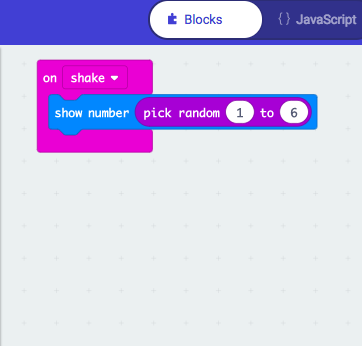 Blocks
{} JavaScript
on shake
show number pick random 1 to 6